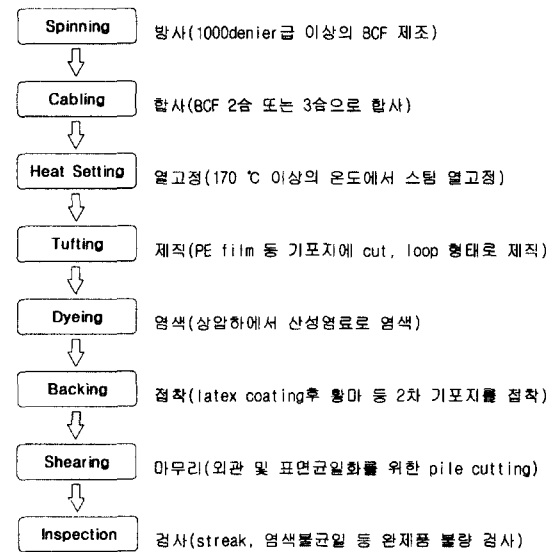 Spinning 방사(1000denier급 이상의 BCF 제조)
Cabling 합사(BCF 2합 또는 3합으로 합사)
Heat Setting 열고정(170 ℃ 이상의 온도에서 스팀 열고정)
Tufting 제직(PE film 등 기포지에 cut, loop 형태로 제직)
Dyeing 염색(상압하에서 산성염료로 염색)
Backing 접착(latex coating후 황마 등 2차 기포지를 접착)
Shearing 마무리(외관 및 표면균일화를 위한 pile cutting)
Inspection 검사(streak, 염색불균일 등 완제품 불량 검사)